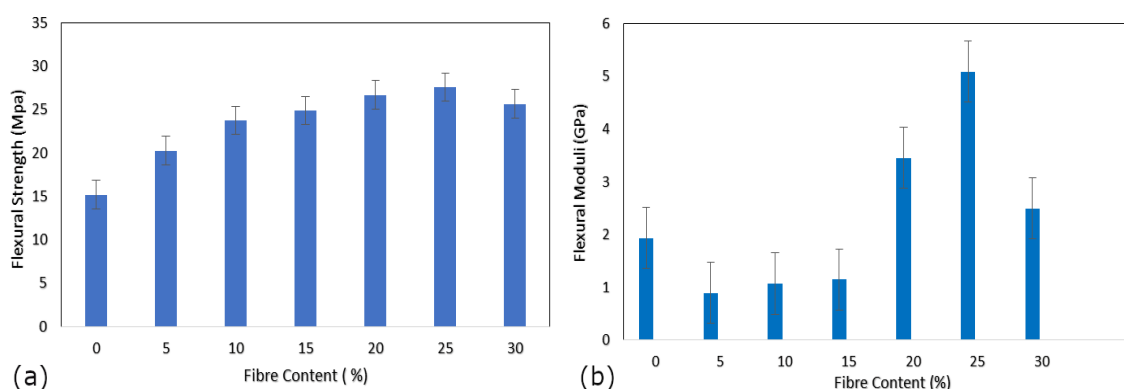 35
30
25
20
15
10
5
0
Flexural Strength (Mpa)
0 5 10 15 20 25 30
Fibre Content ( %)
(a)
6
5
4
3
2
1
0
Flexural Moduli (GPa)
0 5 10 15 20 25 30
Fibre Content (%)
(b)